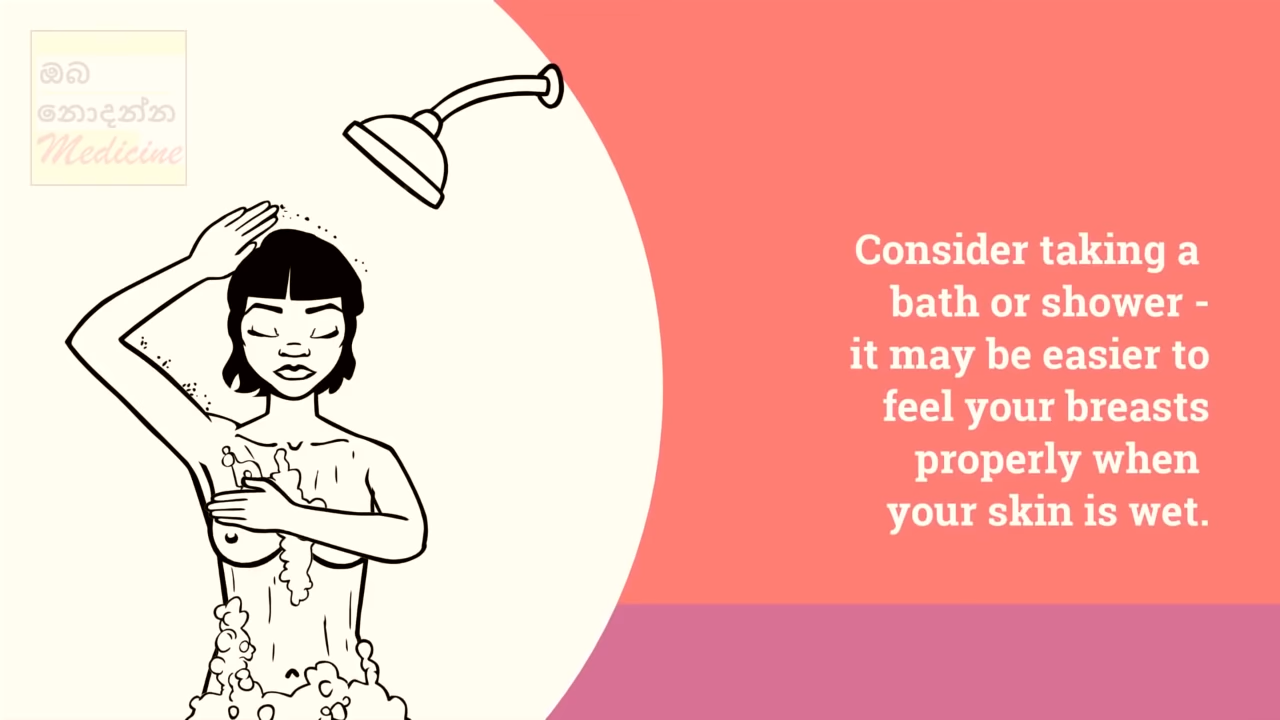 ඔබ
නොදන්න
Medicine
Consider taking a
bath or shower -
it may be easier to
feel your breasts
properly when
your skin is wet.